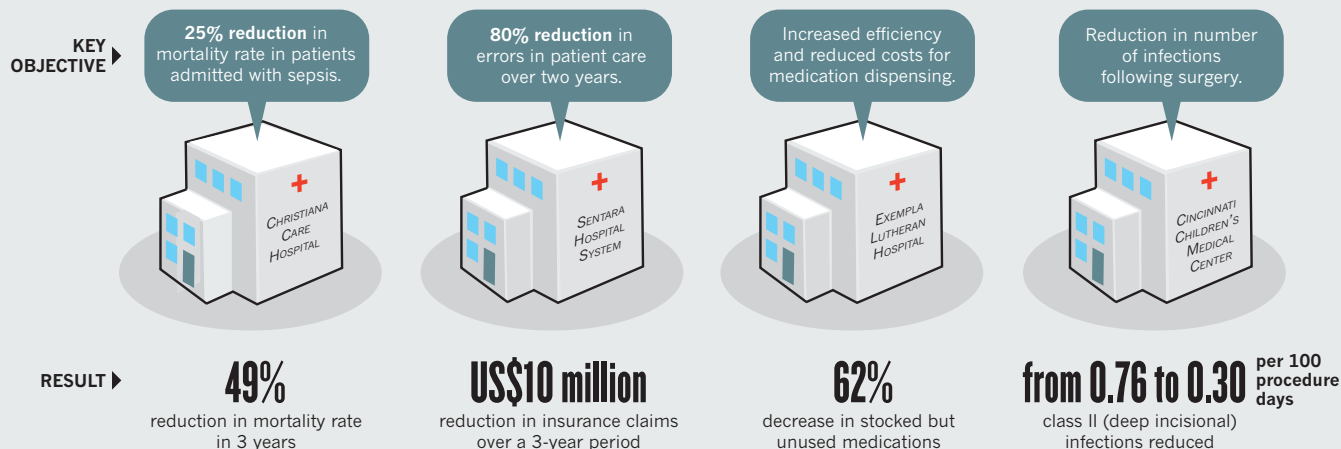 KEY
OBJECTIVE
25% reduction in
mortality rate in patients
admitted with sepsis.
80% reduction in
errors in patient care
over two years.
Increased efficiency
and reduced costs for
medication dispensing.
Reduction in number
of infections
following surgery.
CHRISTIANA
CARE
HOSPITAL
SENTARA
HOSPITAL
SYSTEM
EXEMPLA
LUTHERAN
HOSPITAL
CINCINNATI
CHILDREN'S
MEDICAL
CENTER
RESULT
49%
reduction in mortality rate
in 3 years
US$10 million
reduction in insurance claims
over a 3-year period
62%
decrease in stocked but
unused medications
from 0.76 to 0.30
per 100
procedure
days
class II (deep incisional)
infections reduced